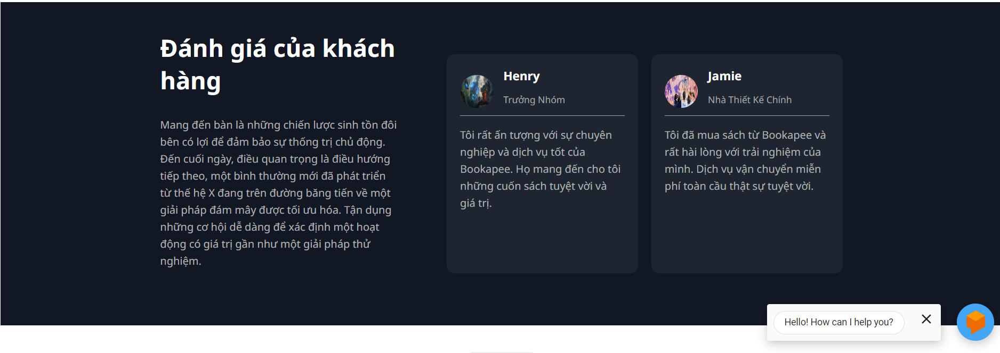 Đánh giá của khách
hàng
Mang đến bàn là những chiến lược sinh tồn đôi
bên có lợi để đảm bảo sự thống trị chủ động.
Đến cuối ngày, điều quan trọng là điều hướng
tiếp theo, một bình thường mới đã phát triển
từ thế hệ X đang trên đường băng tiến về một
giải pháp đám mây được tối ưu hóa. Tận dụng
những cơ hội dễ dàng để xác định một hoạt
động có giá trị gần như một giải pháp thử
nghiệm.
Henry
Trưởng Nhóm
Tôi rất ấn tượng với sự chuyên
nghiệp và dịch vụ tốt của
Bookapee. Họ mang đến cho tôi
những cuốn sách tuyệt vời và
giá trị.
Jamie
Nhà Thiết Kế Chính
Tôi đã mua sách từ Bookapee và
rất hài lòng với trải nghiệm của
mình. Dịch vụ vận chuyển miễn
phí toàn cầu thật sự tuyệt vời.
Hello! How can I help you?